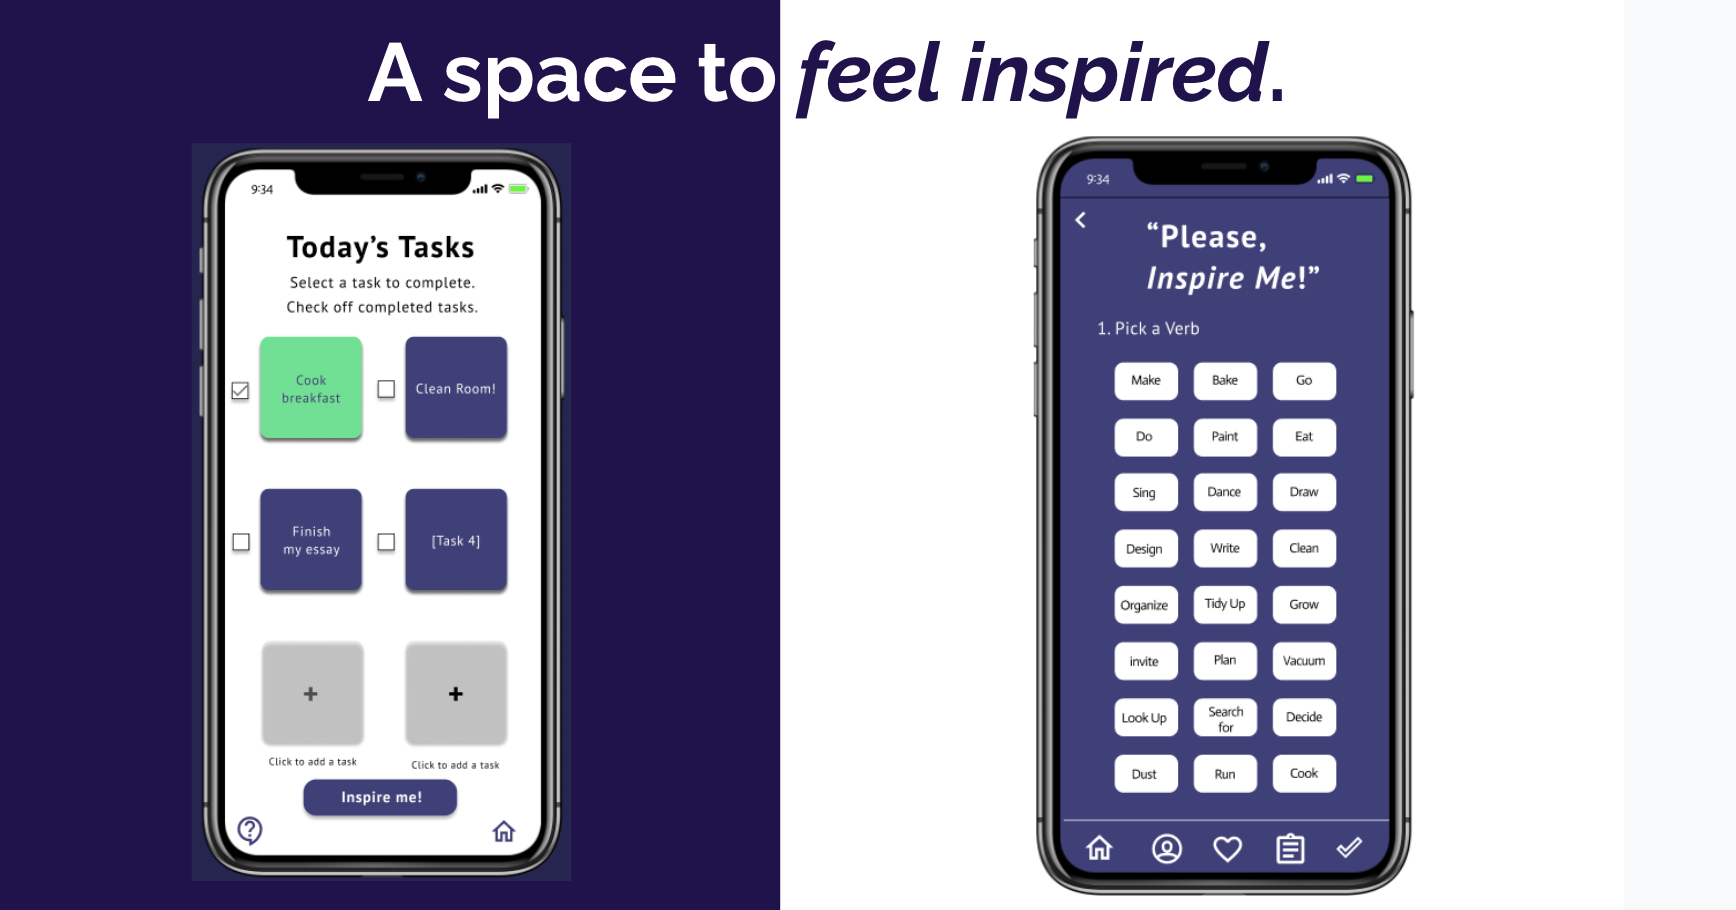 A space to feel inspired.
9:34
Today's Tasks
Select a task to complete.
Check off completed tasks.
Cook
breakfast
Clean Room!
Finish
my essay
[Task 4]
+
+
Click to add a task
Click to add a task
Inspire me!
?
9:34
“Please,
Inspire Me!”
1. Pick a Verb
Make
Bake
Go
Do
Paint
Eat
Sing
Dance
Draw
Design
Write
Clean
Organize
Tidy Up
Grow
invite
Plan
Vacuum
Look Up
Search
for
Decide
Dust
Run
Cook